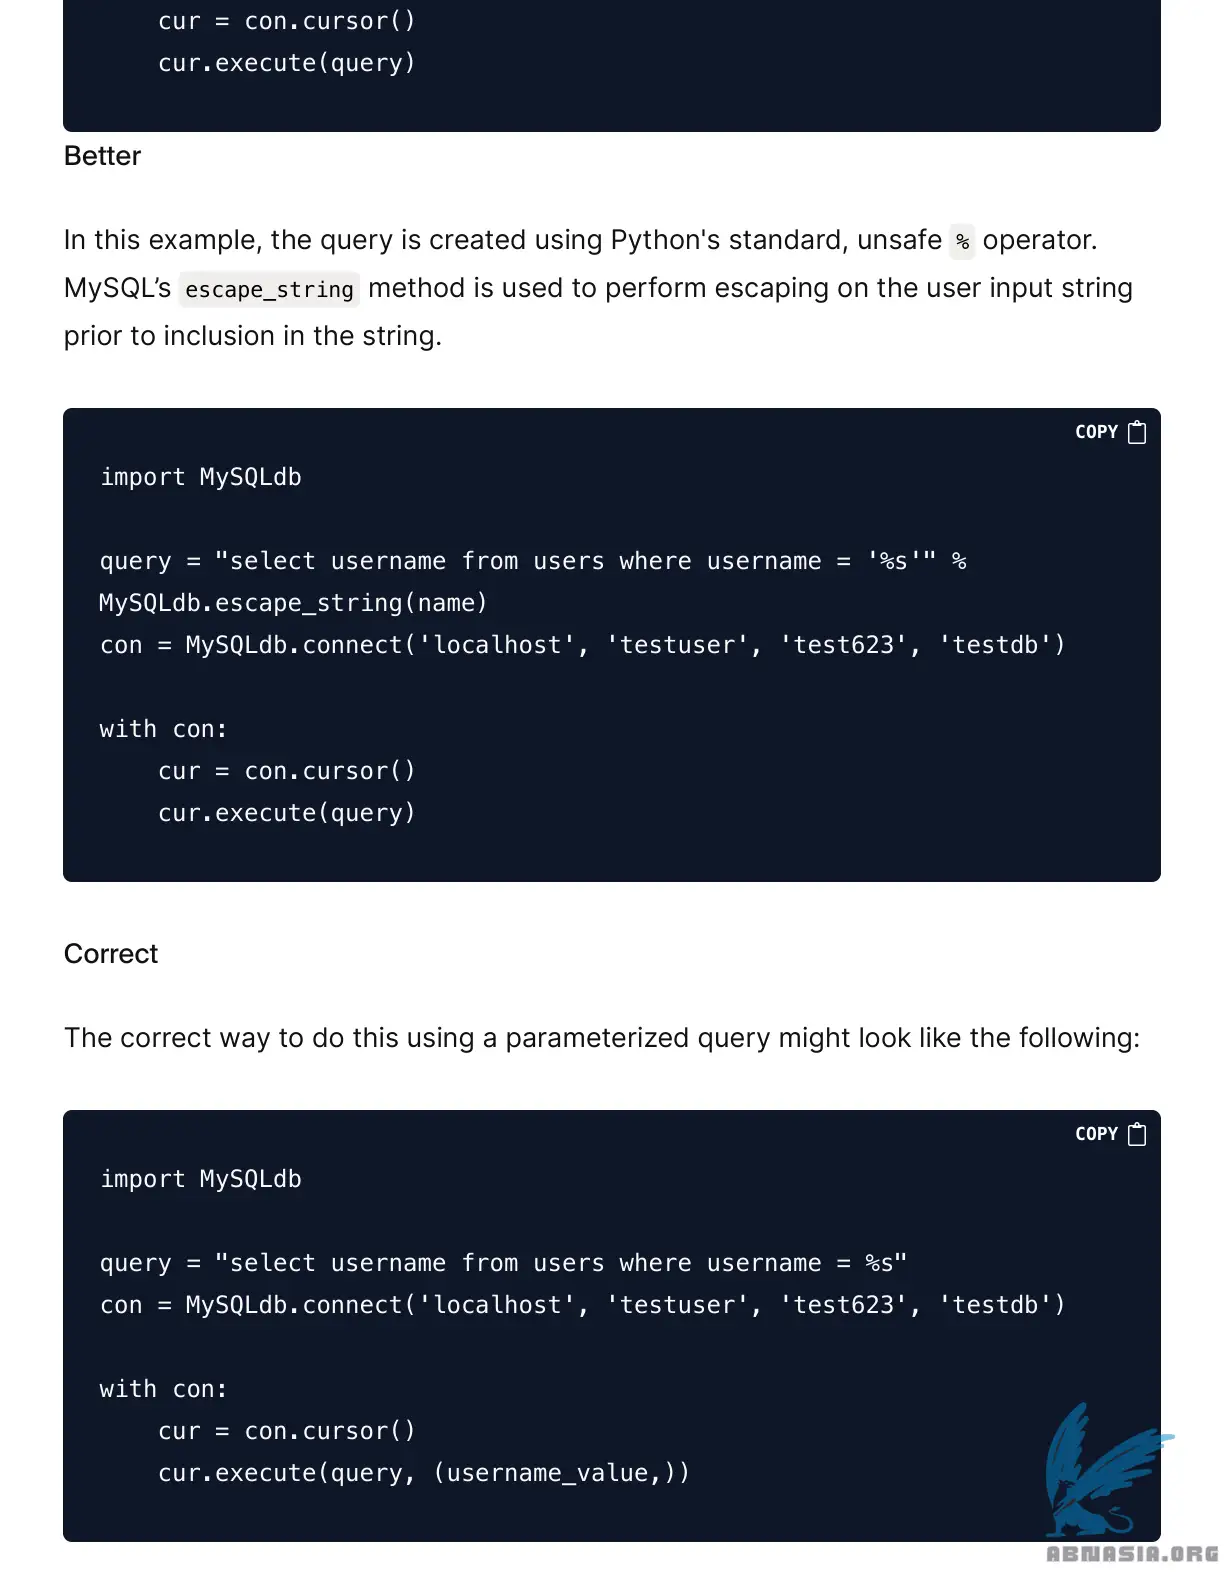 cur = con.cursor()
    cur.execute(query)
Better
In this example, the query is created using Python's standard, unsafe % operator.
MySQL’s escape_string method is used to perform escaping on the user input string
prior to inclusion in the string.
COPY
import MySQLdb
query = "select username from users where username = '%s'" %
MySQLdb.escape_string(name)
con = MySQLdb.connect('localhost', 'testuser', 'test623', 'testdb')
with con:
    cur = con.cursor()
    cur.execute(query)
Correct
The correct way to do this using a parameterized query might look like the following:
COPY
import MySQLdb
query = "select username from users where username = %s"
con = MySQLdb.connect('localhost', 'testuser', 'test623', 'testdb')
with con:
    cur = con.cursor()
    cur.execute(query, (username_value,))
ABNASIA.ORG